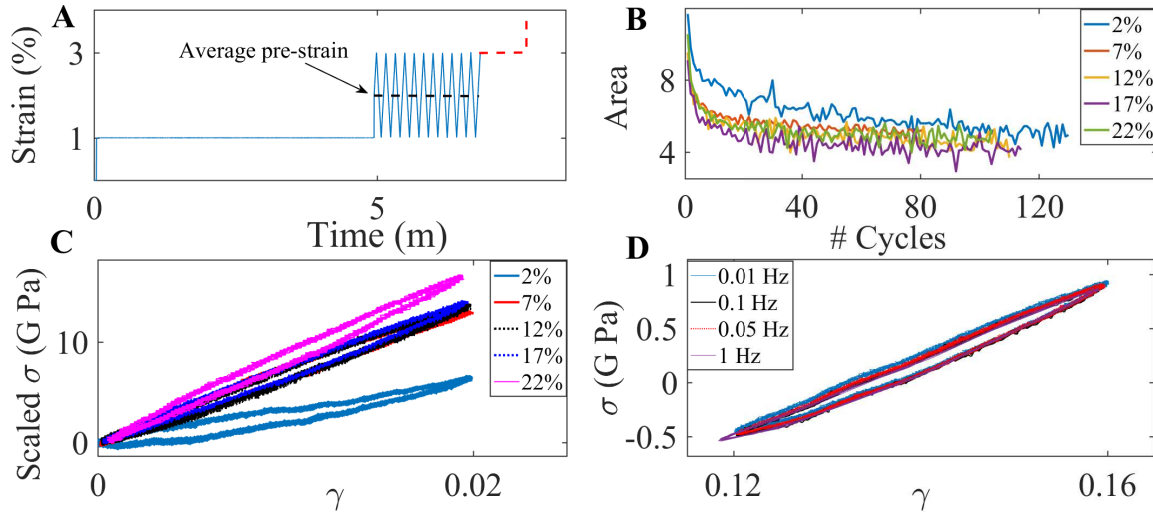 A
Strain (%)
3
1
Average pre-strain
0
5
Time (m)
B
Area
8
4
2%
7%
12%
17%
22%
0
40
80
120
# Cycles
C
Scaled σ (G Pa)
10
0
2%
7%
12%
17%
22%
0
γ
0.02
D
σ (G Pa)
1
0.5
0
-0.5
0.01 Hz
0.1 Hz
0.05 Hz
1 Hz
0.12
γ
0.16